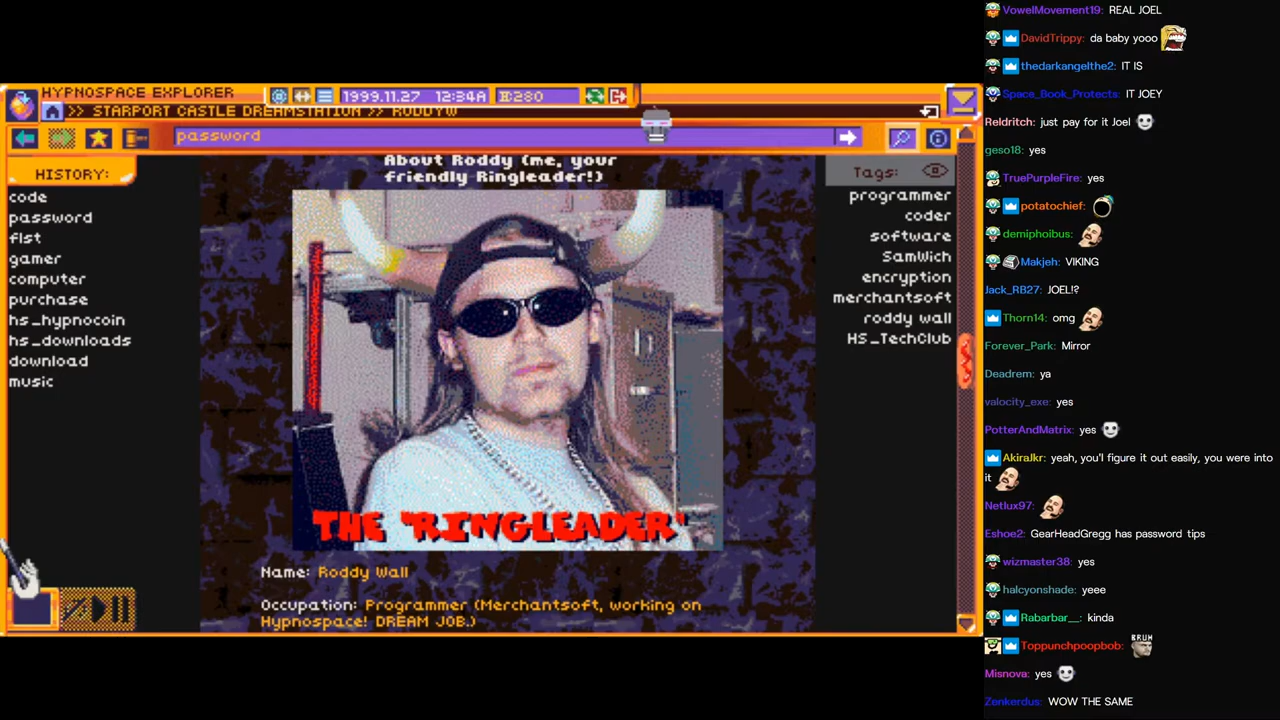 HYPNOSPACE EXPLORER
1999.11.27 12:34A
280
>> STARPORT CASTLE DREAMSTATION >> RODDYW
password
HISTORY:
code
password
fist
gamer
computer
purchase
hs_hypnocoin
hs_downloads
download
music
About Roddy (me, your
friendly Ringleader!)
THE "RINGLEADER"
Name: Roddy Wall
Occupation: Programmer (Merchantsoft, working on
Hypnospace! DREAM JOB.)
Tags:
programmer
coder
software
SamWich
encryption
merchantsoft
roddy wall
HS_TechClub
VowelMovement19: REAL JOEL
DavidTrippy: da baby yooo
thedarkangelthe2: IT IS
Space_Book_Protects: IT JOEY
Reldritch: just pay for it Joel
geso18: yes
TruePurpleFire: yes
potatochief:
demiphoibus:
Makjeh: VIKING
Jack_RB27: JOEL!?
Thorn14: omg
Forever_Park: Mirror
Deadrem: ya
valocity_exe: yes
PotterAndMatrix: yes
AkiraJkr: yeah, you'l figure it out easily, you were into
it
Netlux97:
Eshoe2: GearHeadGregg has password tips
wizmaster38: yes
halcyonshade: yeee
Rabarbar__: kinda
Toppunchpoopbob: BRUH
Misnova: yes
Zenkerdus: WOW THE SAME